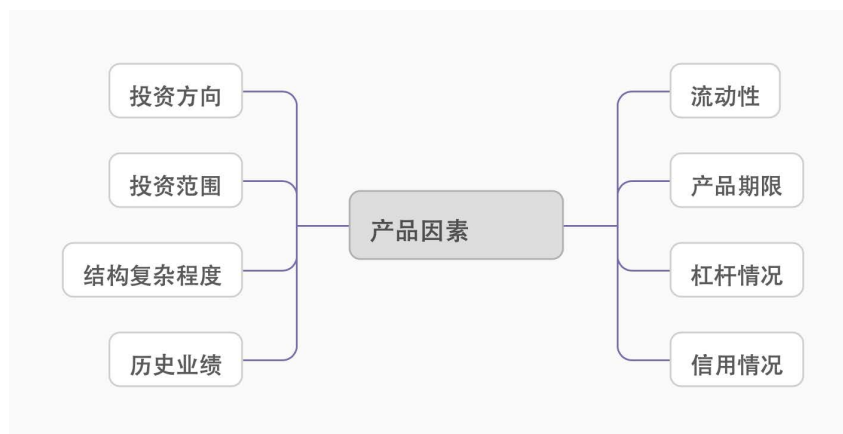 投资方向
投资范围
结构复杂程度
历史业绩
产品因素
流动性
产品期限
杠杆情况
信用情况